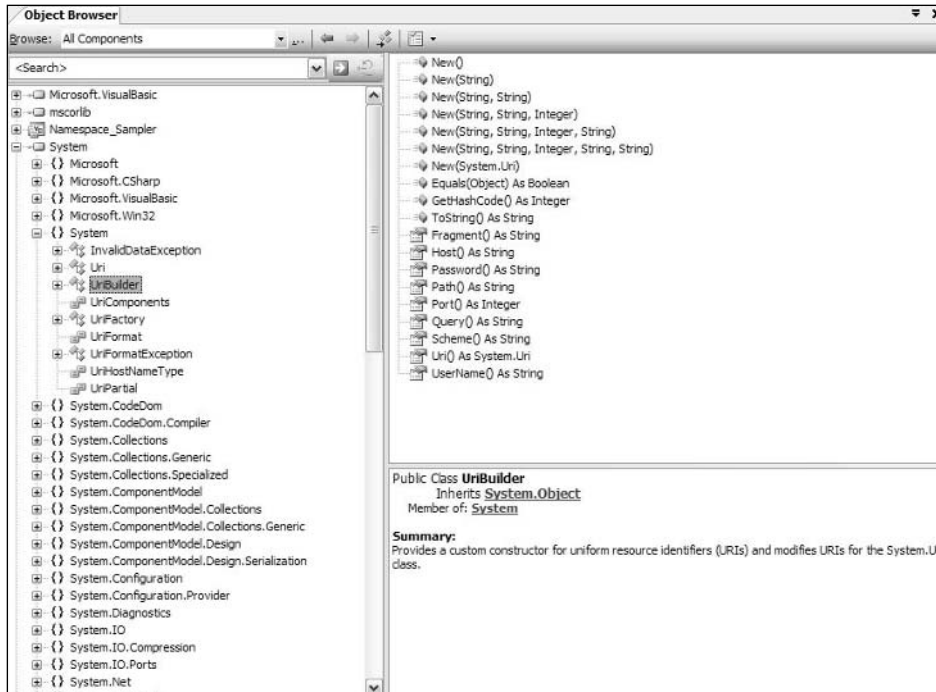 Object Browser
Browse: All Components
<Search>
Microsoft.VisualBasic
mscorlib
Namespace_Sampler
System
{} Microsoft
{} Microsoft.CSharp
{} Microsoft.VisualBasic
{} Microsoft.Win32
{} System
InvalidDataException
Uri
UriBuilder
UriComponents
UriFactory
UriFormat
UriFormatException
UriHostNameType
UriPartial
{} System.CodeDom
{} System.CodeDom.Compiler
{} System.Collections
{} System.Collections.Generic
{} System.Collections.Specialized
{} System.ComponentModel
{} System.ComponentModel.Collections
{} System.ComponentModel.Collections.Generic
{} System.ComponentModel.Design
{} System.ComponentModel.Design.Serialization
{} System.Configuration
{} System.Configuration.Provider
{} System.Diagnostics
{} System.IO
{} System.IO.Compression
{} System.IO.Ports
{} System.Net
New()
New(String)
New(String, String)
New(String, String, Integer)
New(String, String, Integer, String)
New(String, String, Integer, String, String)
New(System.Uri)
Equals(Object) As Boolean
GetHashCode() As Integer
ToString() As String
Fragment() As String
Host() As String
Password() As String
Path() As String
Port() As Integer
Query() As String
Scheme() As String
Uri() As System.Uri
UserName() As String
Public Class UriBuilder
Inherits System.Object
Member of: System
Summary:
Provides a custom constructor for uniform resource identifiers (URIs) and modifies URIs for the System.U
class.